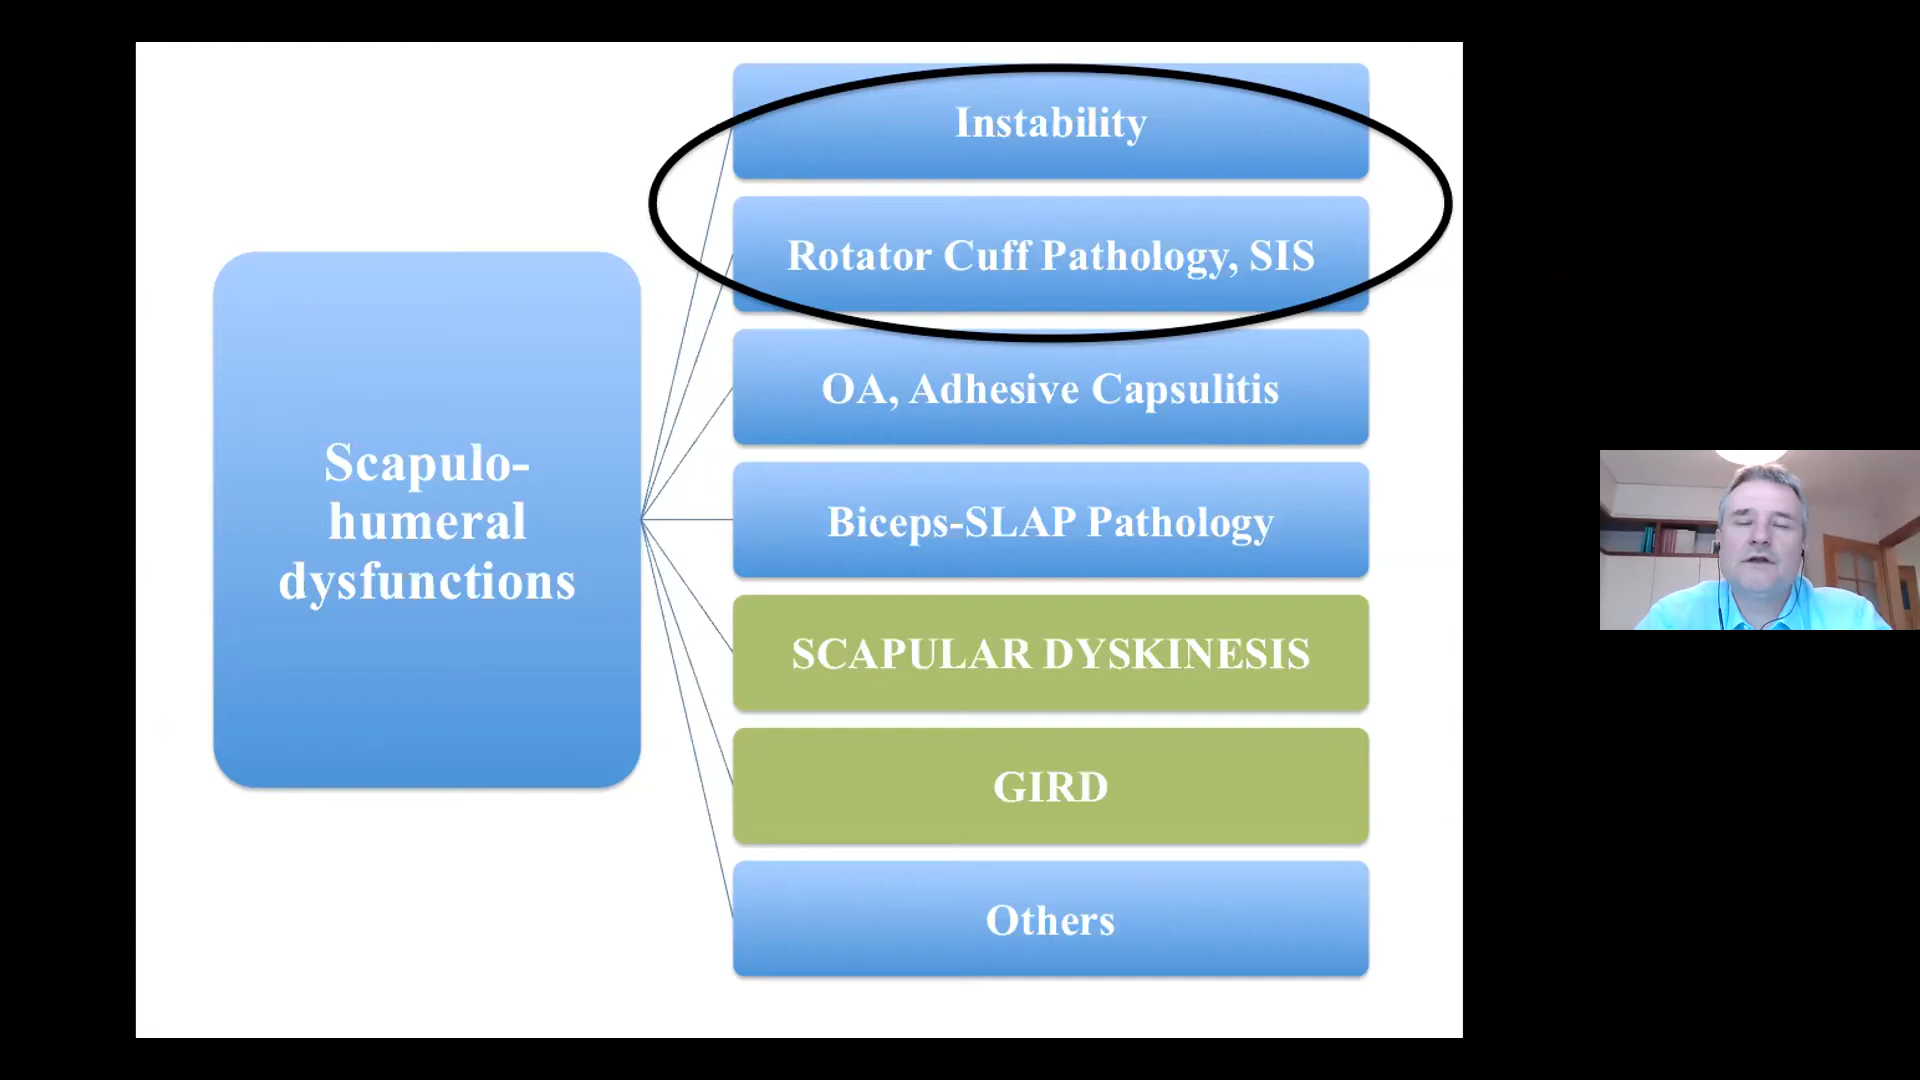 Scapulo-
humeral
dysfunctions
Instability
Rotator Cuff Pathology, SIS
OA, Adhesive Capsulitis
Biceps-SLAP Pathology
SCAPULAR DYSKINESIS
GIRD
Others